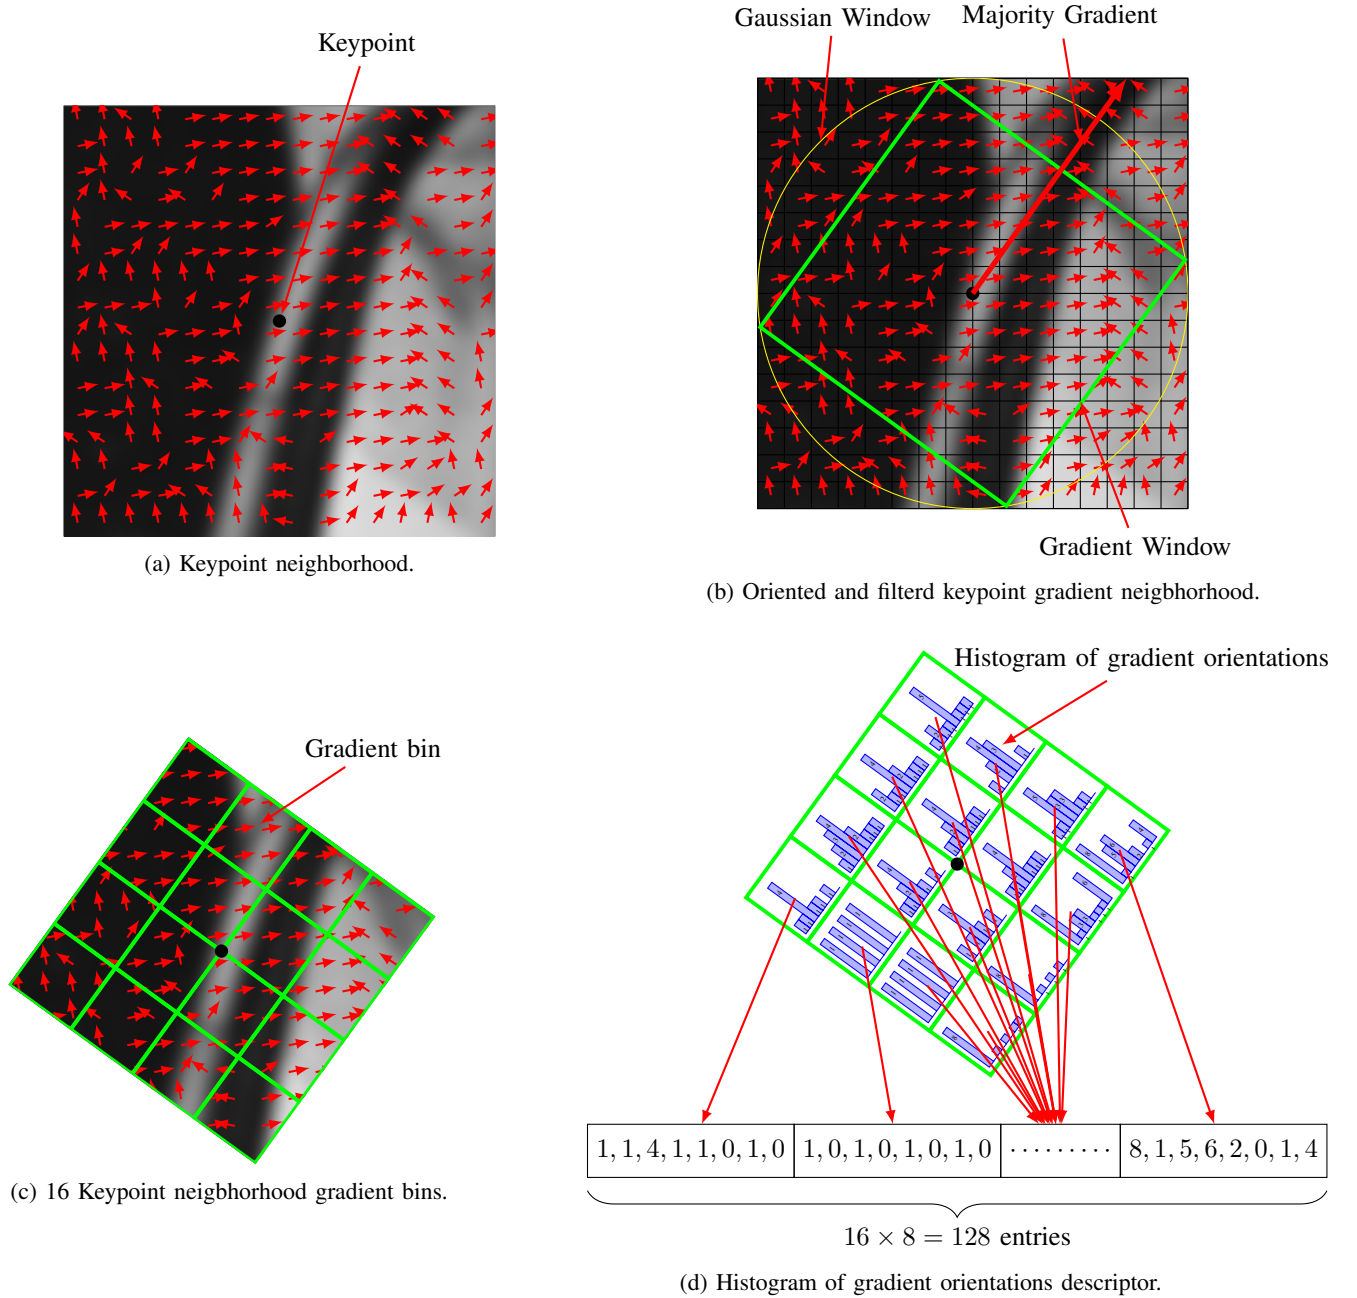 Keypoint
(a) Keypoint neighborhood.
Gaussian Window
Majority Gradient
Gradient Window
(b) Oriented and filterd keypoint gradient neigbhorhood.
Gradient bin
(c) 16 Keypoint neigbhorhood gradient bins.
Histogram of gradient orientations
1, 1, 4, 1, 1, 0, 1, 0
1, 0, 1, 0, 1, 0, 1, 0
·········
8, 1, 5, 6, 2, 0, 1, 4
16 × 8 = 128 entries
(d) Histogram of gradient orientations descriptor.